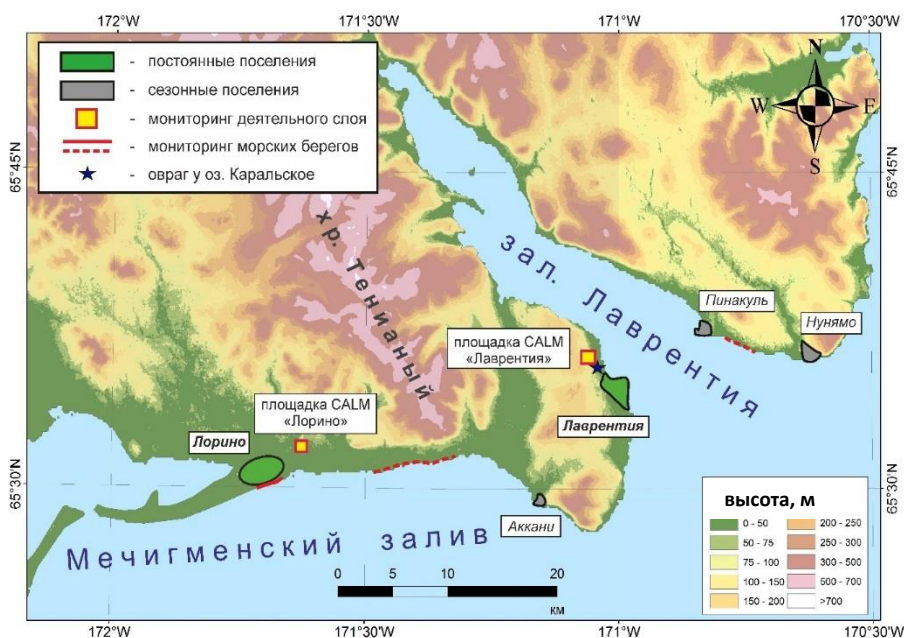 172°W 171°30'W 171°W 170°30'W
- постоянные поселения
- сезонные поселения
- мониторинг деятельного слоя
- мониторинг морских берегов
- овраг у оз. Каральское
N
W E
S
65°45'N
65°45'N
хр. Тенианый
зал. Лаврентия
Пинакуль
Нунямо
площадка CALM
«Лаврентия»
площадка CALM
«Лорино»
Лорино
Лаврентия
65°30'N
65°30'N
Аккани
Мечигменский залив
высота, м
0 - 50 200 - 250
50 - 75 250 - 300
75 - 100 300 - 500
100 - 150 500 - 700
150 - 200 >700
0 5 10 20
км
172°W 171°30'W 171°W 170°30'W